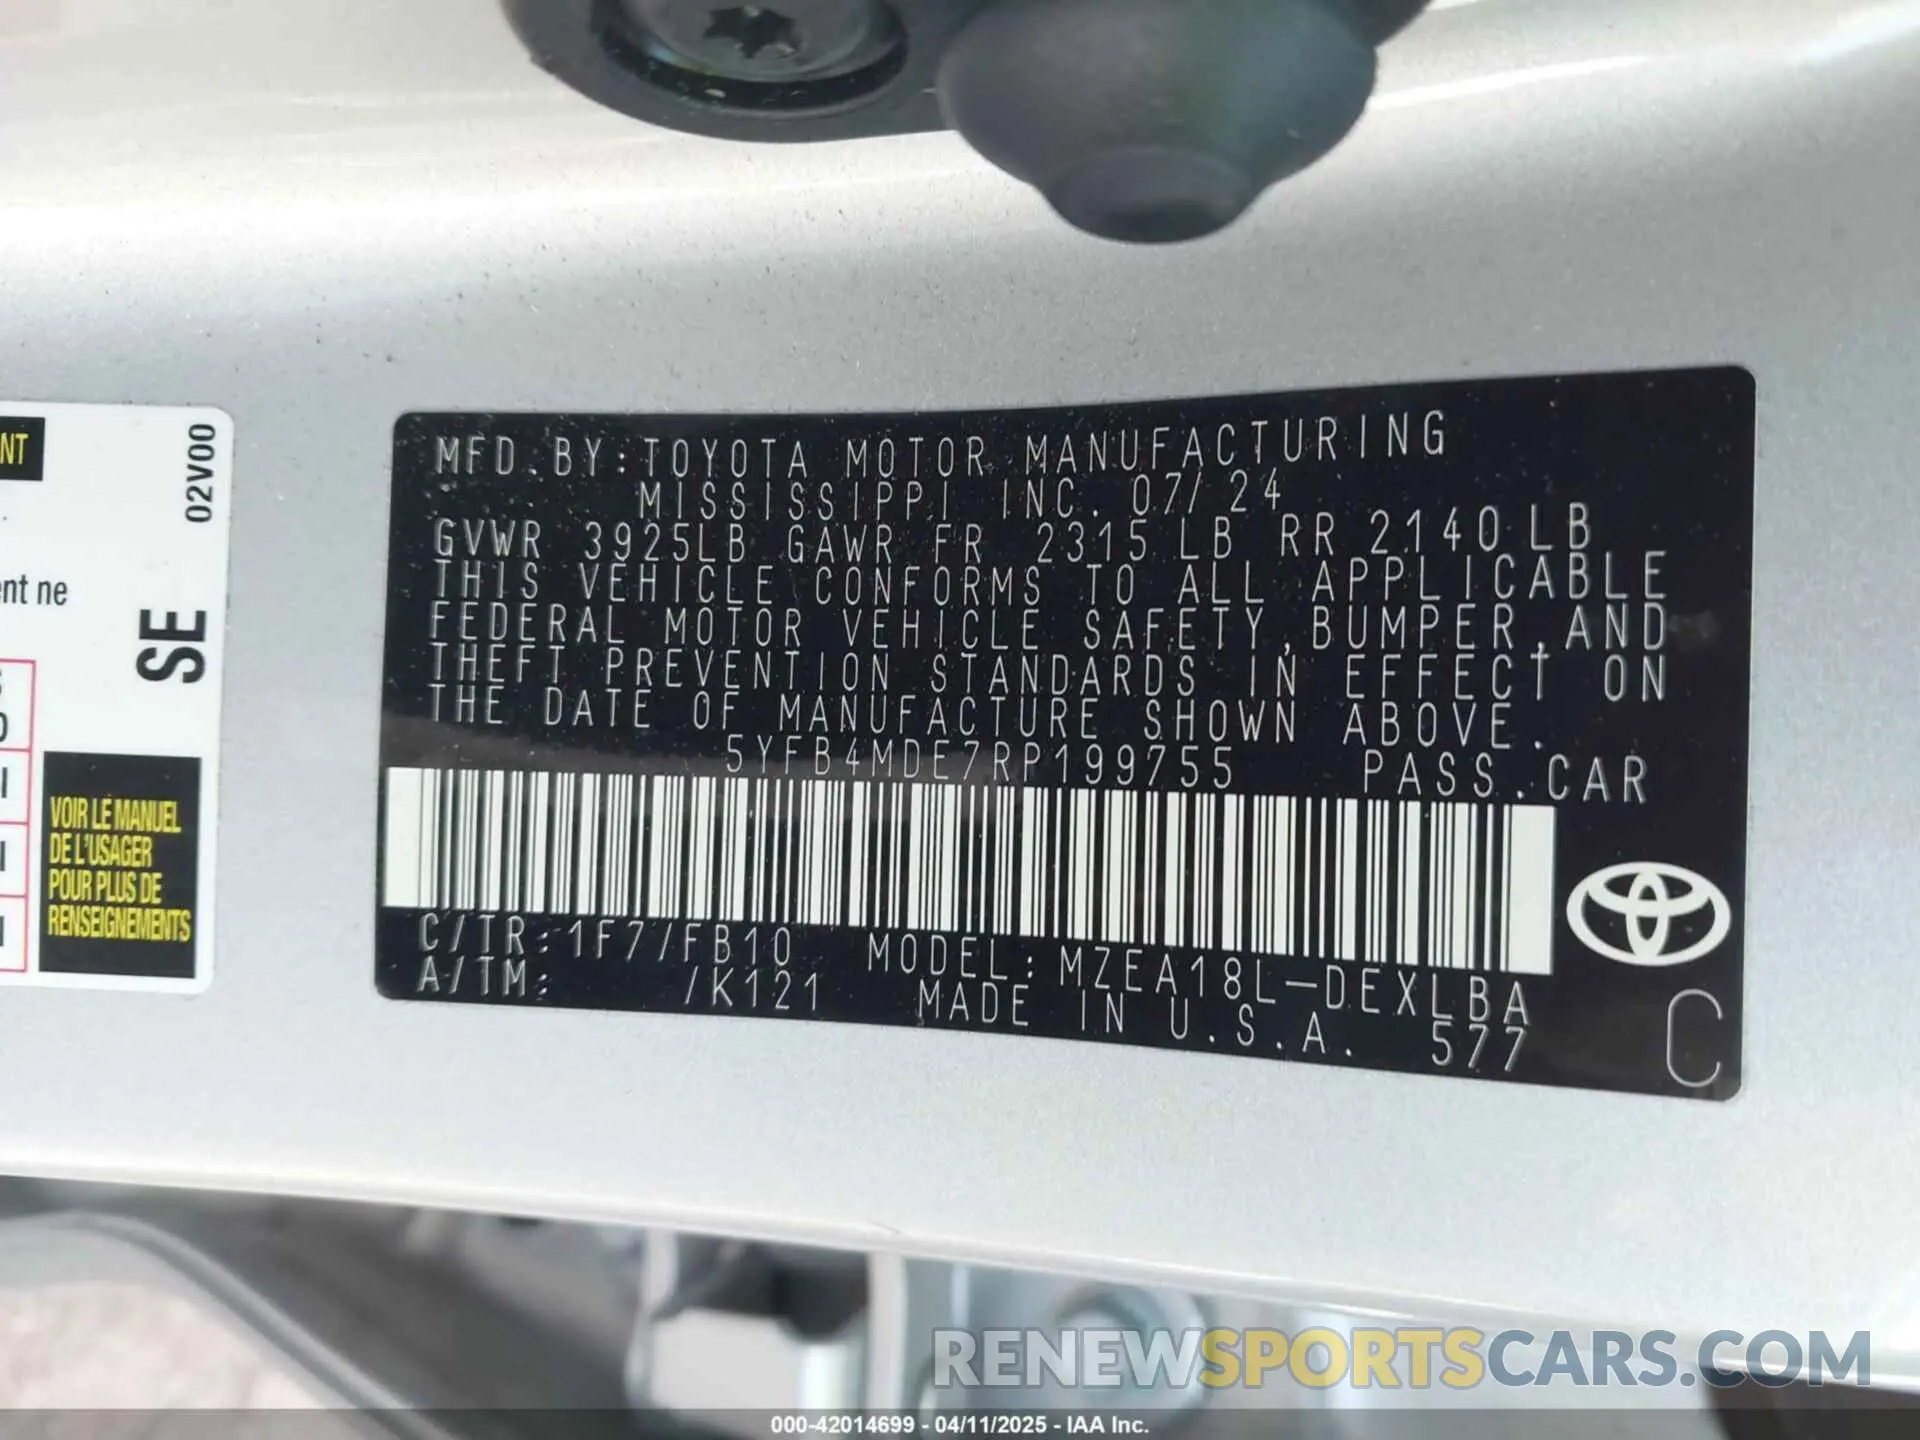 NT
02V00
nt ne
SE
VOIR LE MANUEL
DE L'USAGER
POUR PLUS DE
RENSEIGNEMENTS
MFD.BY:TOYOTA MOTOR MANUFACTURING
MISSISSIPPI INC. 07/24
GVWR 3925LB GAWR FR 2315LB RR 2140LB
THIS VEHICLE CONFORMS TO ALL APPLICABLE
FEDERAL MOTOR VEHICLE SAFETY,BUMPER,AND
THEFT PREVENTION STANDARDS IN EFFECT ON
THE DATE OF MANUFACTURE SHOWN ABOVE.
5YFB4MDE7RP199755 PASS.CAR
C/TR:1F7/FB10 MODEL:MZEA18L-DEXLBA
A/TM: /K121 MADE IN U.S.A. 577
C
RENEWSPORTSCARS.COM
000-42014699 - 04/11/2025 - IAA Inc.